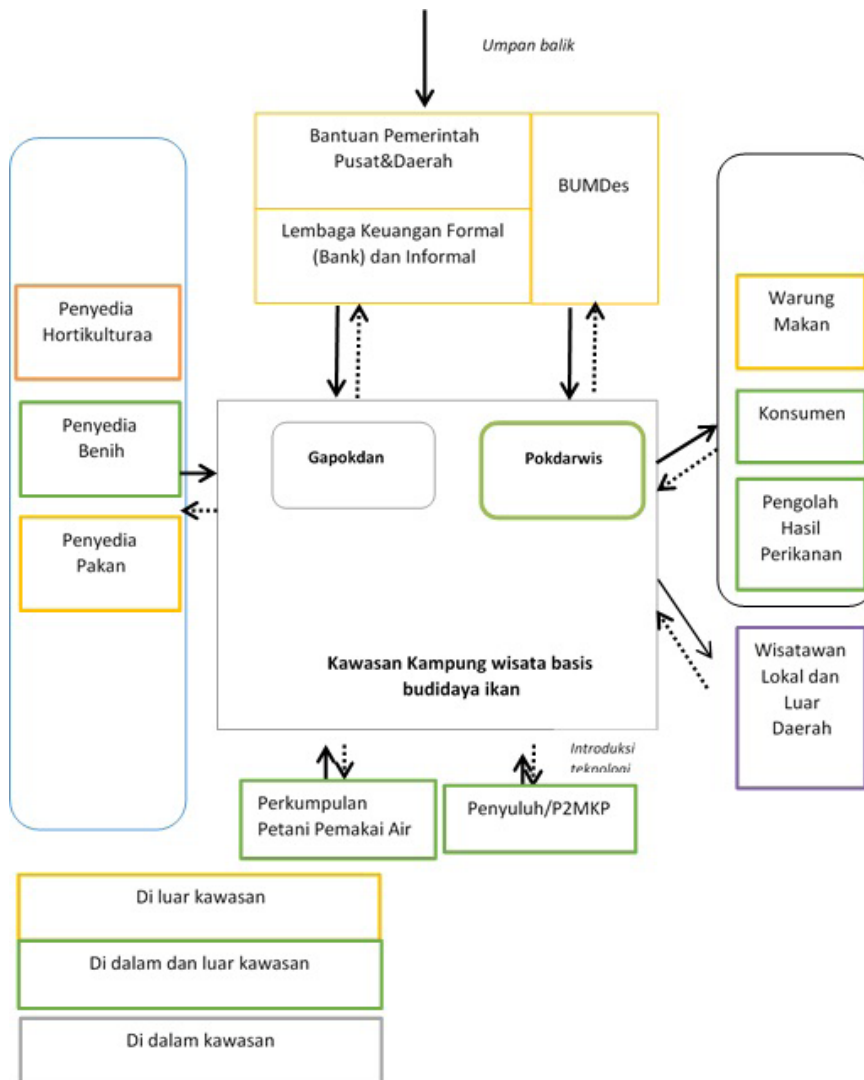 Umpan balik
Bantuan Pemerintah
Pusat&Daerah
BUMDes
Lembaga Keuangan Formal
(Bank) dan Informal
Penyedia
Hortikulturaa
Penyedia
Benih
Penyedia
Pakan
Gapokdan
Pokdarwis
Kawasan Kampung wisata basis
budidaya ikan
Warung
Makan
Konsumen
Pengolah
Hasil
Perikanan
Wisatawan
Lokal dan
Luar
Daerah
Introduksi
teknologi
Perkumpulan
Petani Pemakai Air
Penyuluh/P2MKP
Di luar kawasan
Di dalam dan luar kawasan
Di dalam kawasan